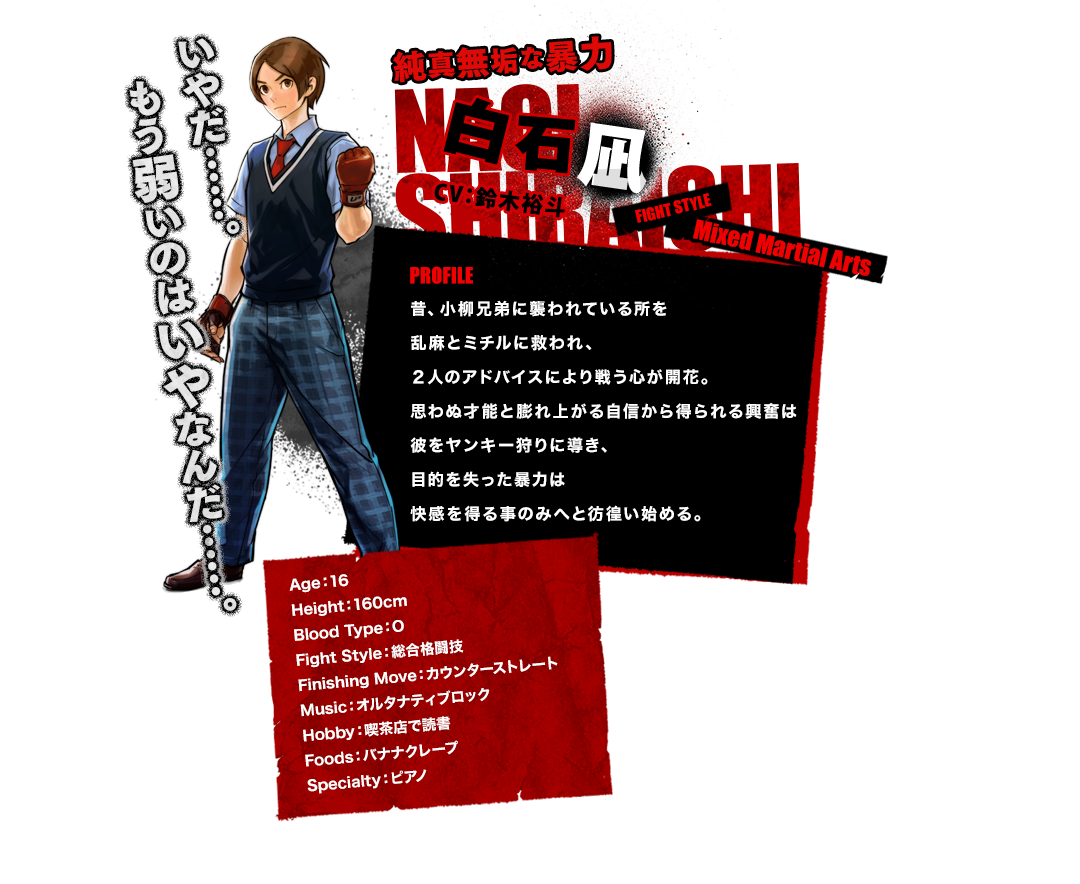 いやだ……。
もう弱いのはいやなんだ……。
純真無垢な暴力
NAGI
SHIRAISHI
白石 凪
CV:鈴木裕斗
FIGHT STYLE
Mixed Martial Arts
PROFILE
昔、小柳兄弟に襲われている所を
乱麻とミチルに救われ、
２人のアドバイスにより戦う心が開花。
思わぬ才能と膨れ上がる自信から得られる興奮は
彼をヤンキー狩りに導き、
目的を失った暴力は
快感を得る事のみへと彷徨い始める。
Age:16
Height:160cm
Blood Type:O
Fight Style:総合格闘技
Finishing Move:カウンターストレート
Music:オルタナティブロック
Hobby:喫茶店で読書
Foods:バナナクレープ
Specialty:ピアノ